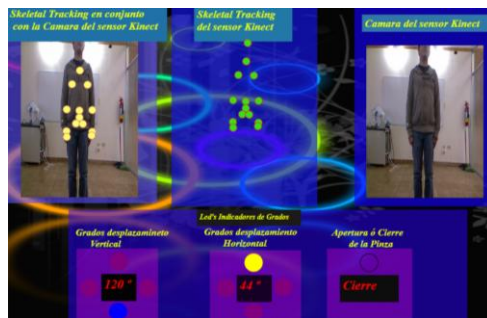 Skeletal Tracking en conjunto
con la Camara del sensor Kinect
Skeletal Tracking
del sensor Kinect
Camara del sensor Kinect
Led's Indicadores de Grados
Grados desplazamineto
Vertical
Grados desplazamiento
Horizontal
Apertura ó Cierre
de la Pinza
120 °
44 °
Cierre